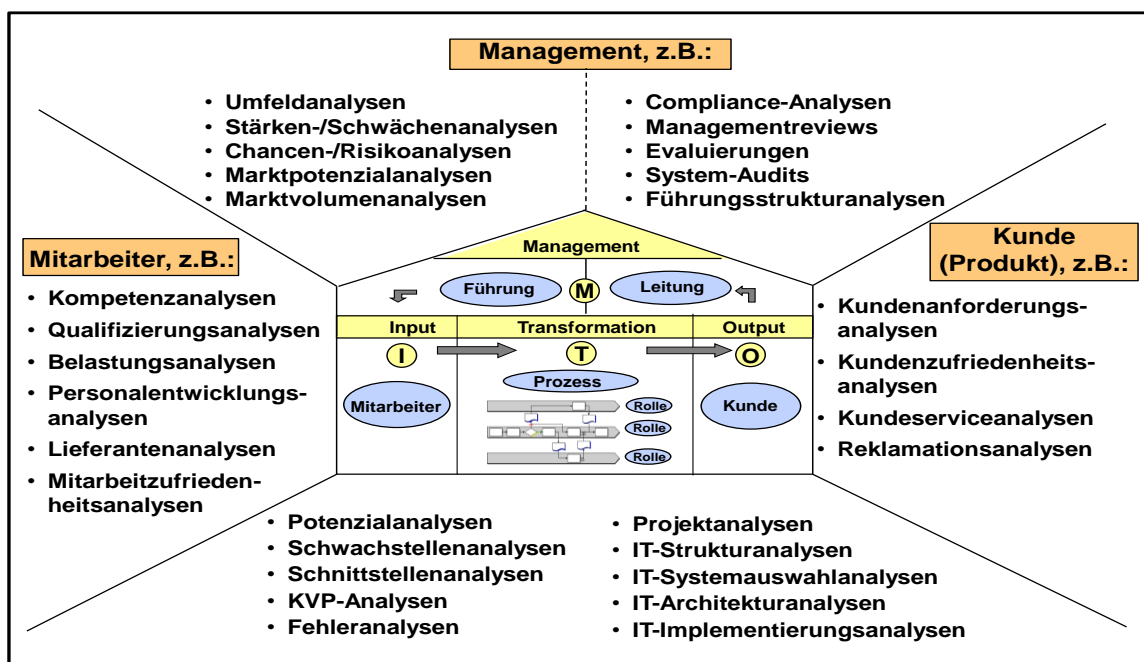 Management, z.B.:
• Umfeldanalysen
• Stärken-/Schwächenanalysen
• Chancen-/Risikoanalysen
• Marktpotenzialanalysen
• Marktvolumenanalysen
• Compliance-Analysen
• Managementreviews
• Evaluierungen
• System-Audits
• Führungsstrukturanalysen
Mitarbeiter, z.B.:
• Kompetenzanalysen
• Qualifizierungsanalysen
• Belastungsanalysen
• Personalentwicklungs-
analysen
• Lieferantenanalysen
• Mitarbeitzufrieden-
heitsanalysen
Management
Führung
M
Leitung
Input
Transformation
Output
I
T
O
Mitarbeiter
Prozess
Rolle
Rolle
Rolle
Kunde
Kunde
(Produkt), z.B.:
• Kundenanforderungs-
analysen
• Kundenzufriedenheits-
analysen
• Kundeserviceanalysen
• Reklamationsanalysen
• Potenzialanalysen
• Schwachstellenanalysen
• Schnittstellenanalysen
• KVP-Analysen
• Fehleranalysen
• Projektanalysen
• IT-Strukturanalysen
• IT-Systemauswahlanalysen
• IT-Architekturanalysen
• IT-Implementierungsanalysen